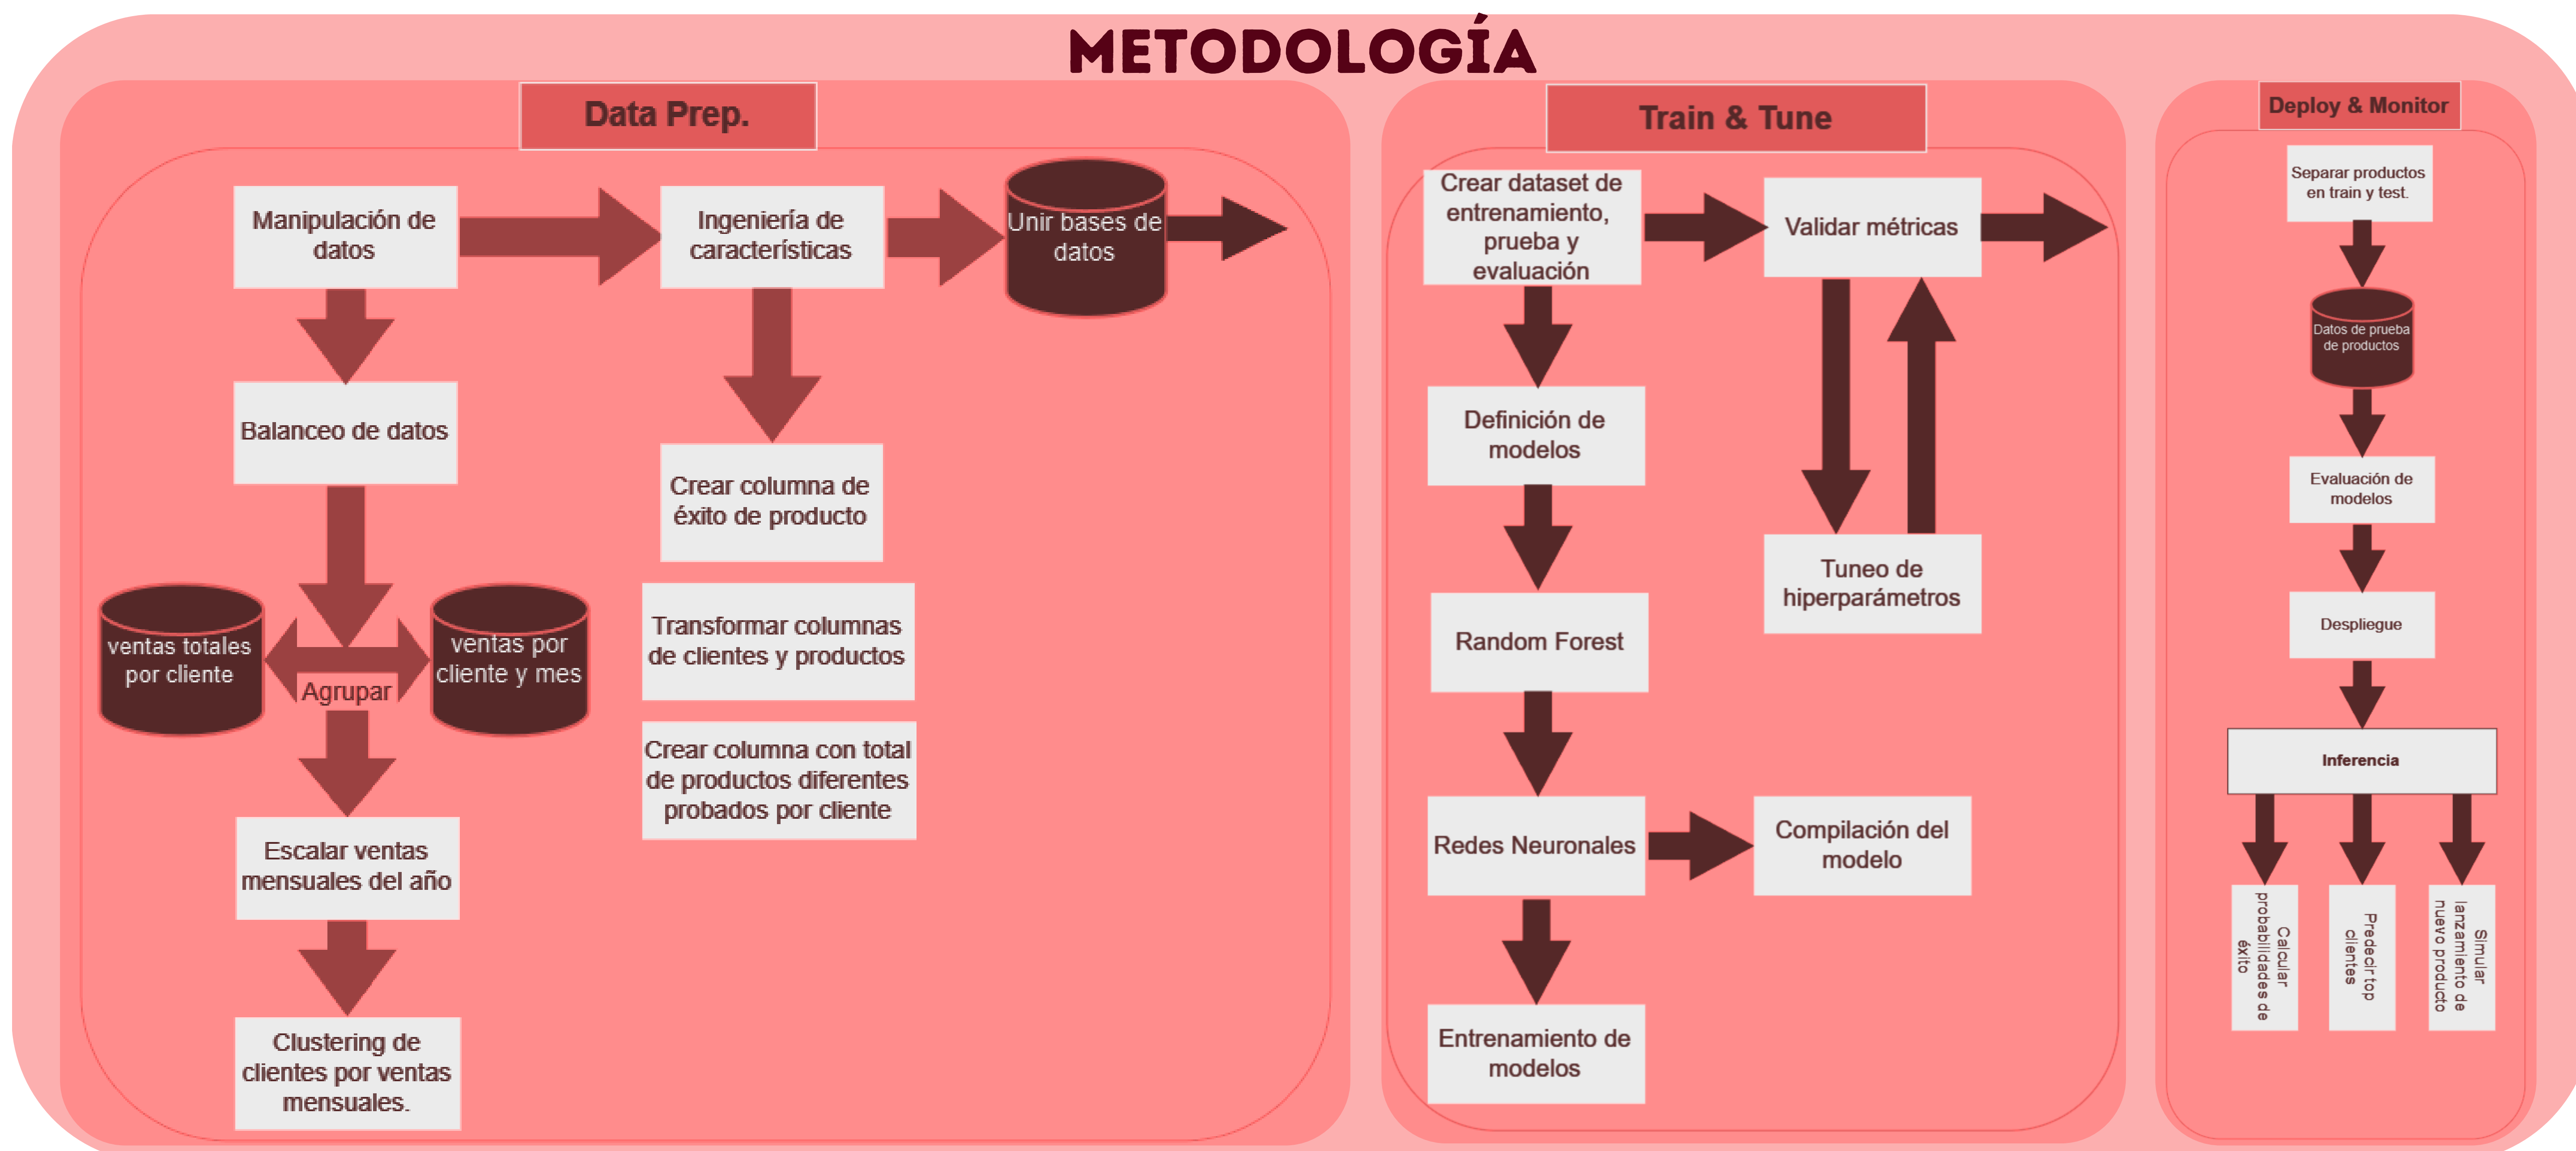 METODOLOGÍA
Data Prep.
Manipulación de
datos
Ingeniería de
características
Unir bases de
datos
Balanceo de datos
Crear columna de
éxito de producto
ventas totales
por cliente
ventas por
cliente y mes
Agrupar
Transformar columnas
de clientes y productos
Crear columna con total
de productos diferentes
probados por cliente
Escalar ventas
mensuales del año
Clustering de
clientes por ventas
mensuales.
Train & Tune
Crear dataset de
entrenamiento,
prueba y
evaluación
Validar métricas
Definición de
modelos
Tuneo de
hiperparámetros
Random Forest
Redes Neuronales
Compilación del
modelo
Entrenamiento de
modelos
Deploy & Monitor
Separar productos
en train y test.
Datos de prueba
de productos
Evaluación de
modelos
Despliegue
Inferencia
Calcular
probabilidades de
éxito
Predecir top
clientes
Simular
lanzamiento de
nuevo producto